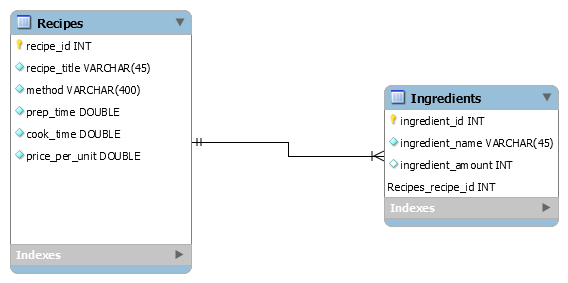 Recipes
recipe_id INT
recipe_title VARCHAR(45)
method VARCHAR(400)
prep_time DOUBLE
cook_time DOUBLE
price_per_unit DOUBLE
Indexes
Ingredients
ingredient_id INT
ingredient_name VARCHAR(45)
ingredient_amount INT
Recipes_recipe_id INT
Indexes